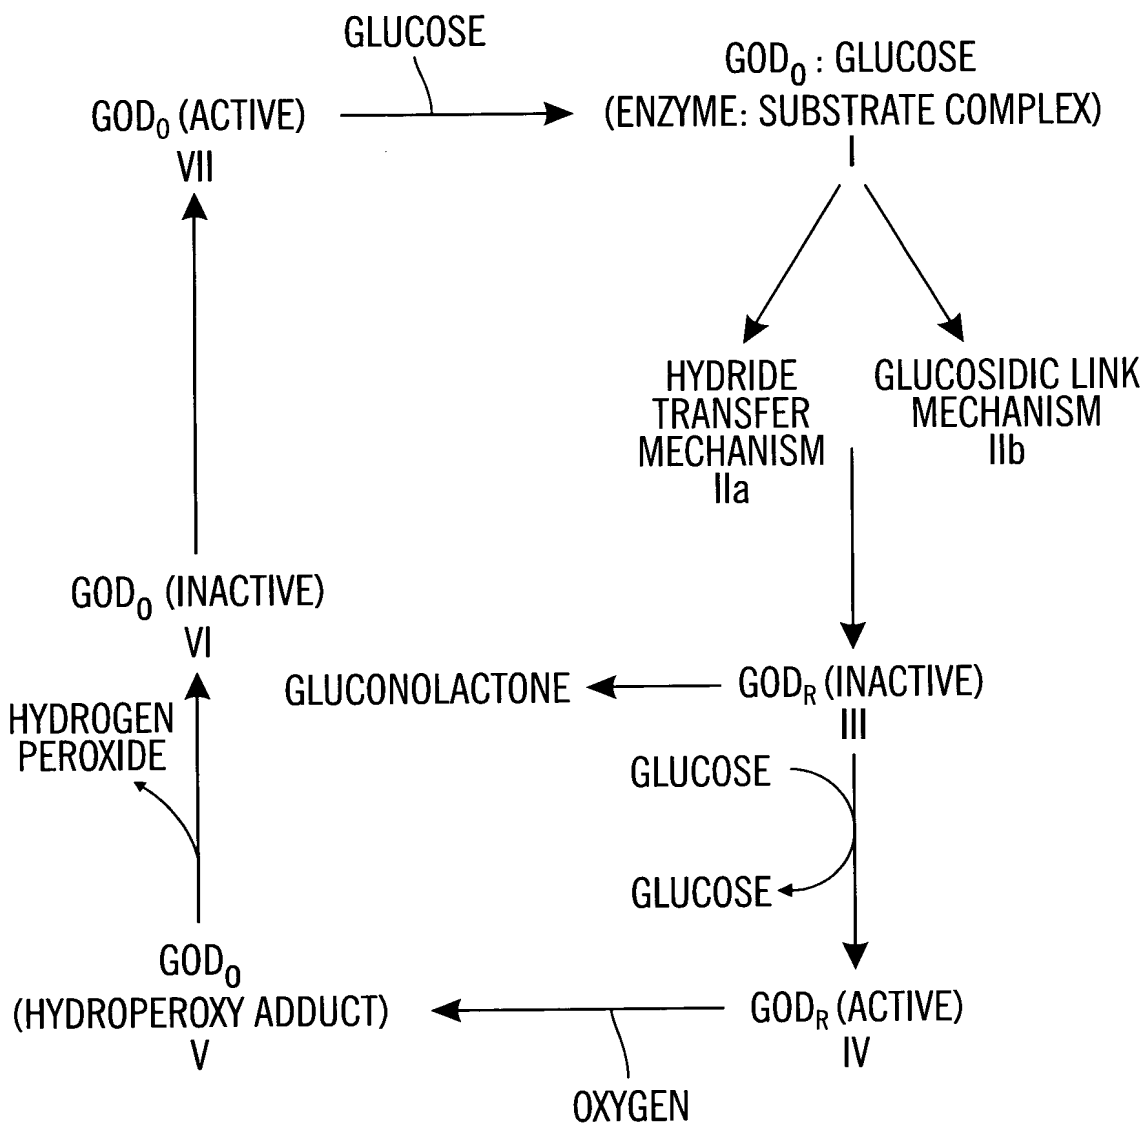 GLUCOSE
GOD₀ : GLUCOSE
(ENZYME: SUBSTRATE COMPLEX)
I
GOD₀ (ACTIVE)
VII
HYDRIDE
TRANSFER
MECHANISM
IIa
GLUCOSIDIC LINK
MECHANISM
IIb
GOD₀ (INACTIVE)
VI
GLUCONOLACTONE
GODR (INACTIVE)
III
HYDROGEN
PEROXIDE
GLUCOSE
GLUCOSE
GOD₀
(HYDROPEROXY ADDUCT)
V
GODR (ACTIVE)
IV
OXYGEN